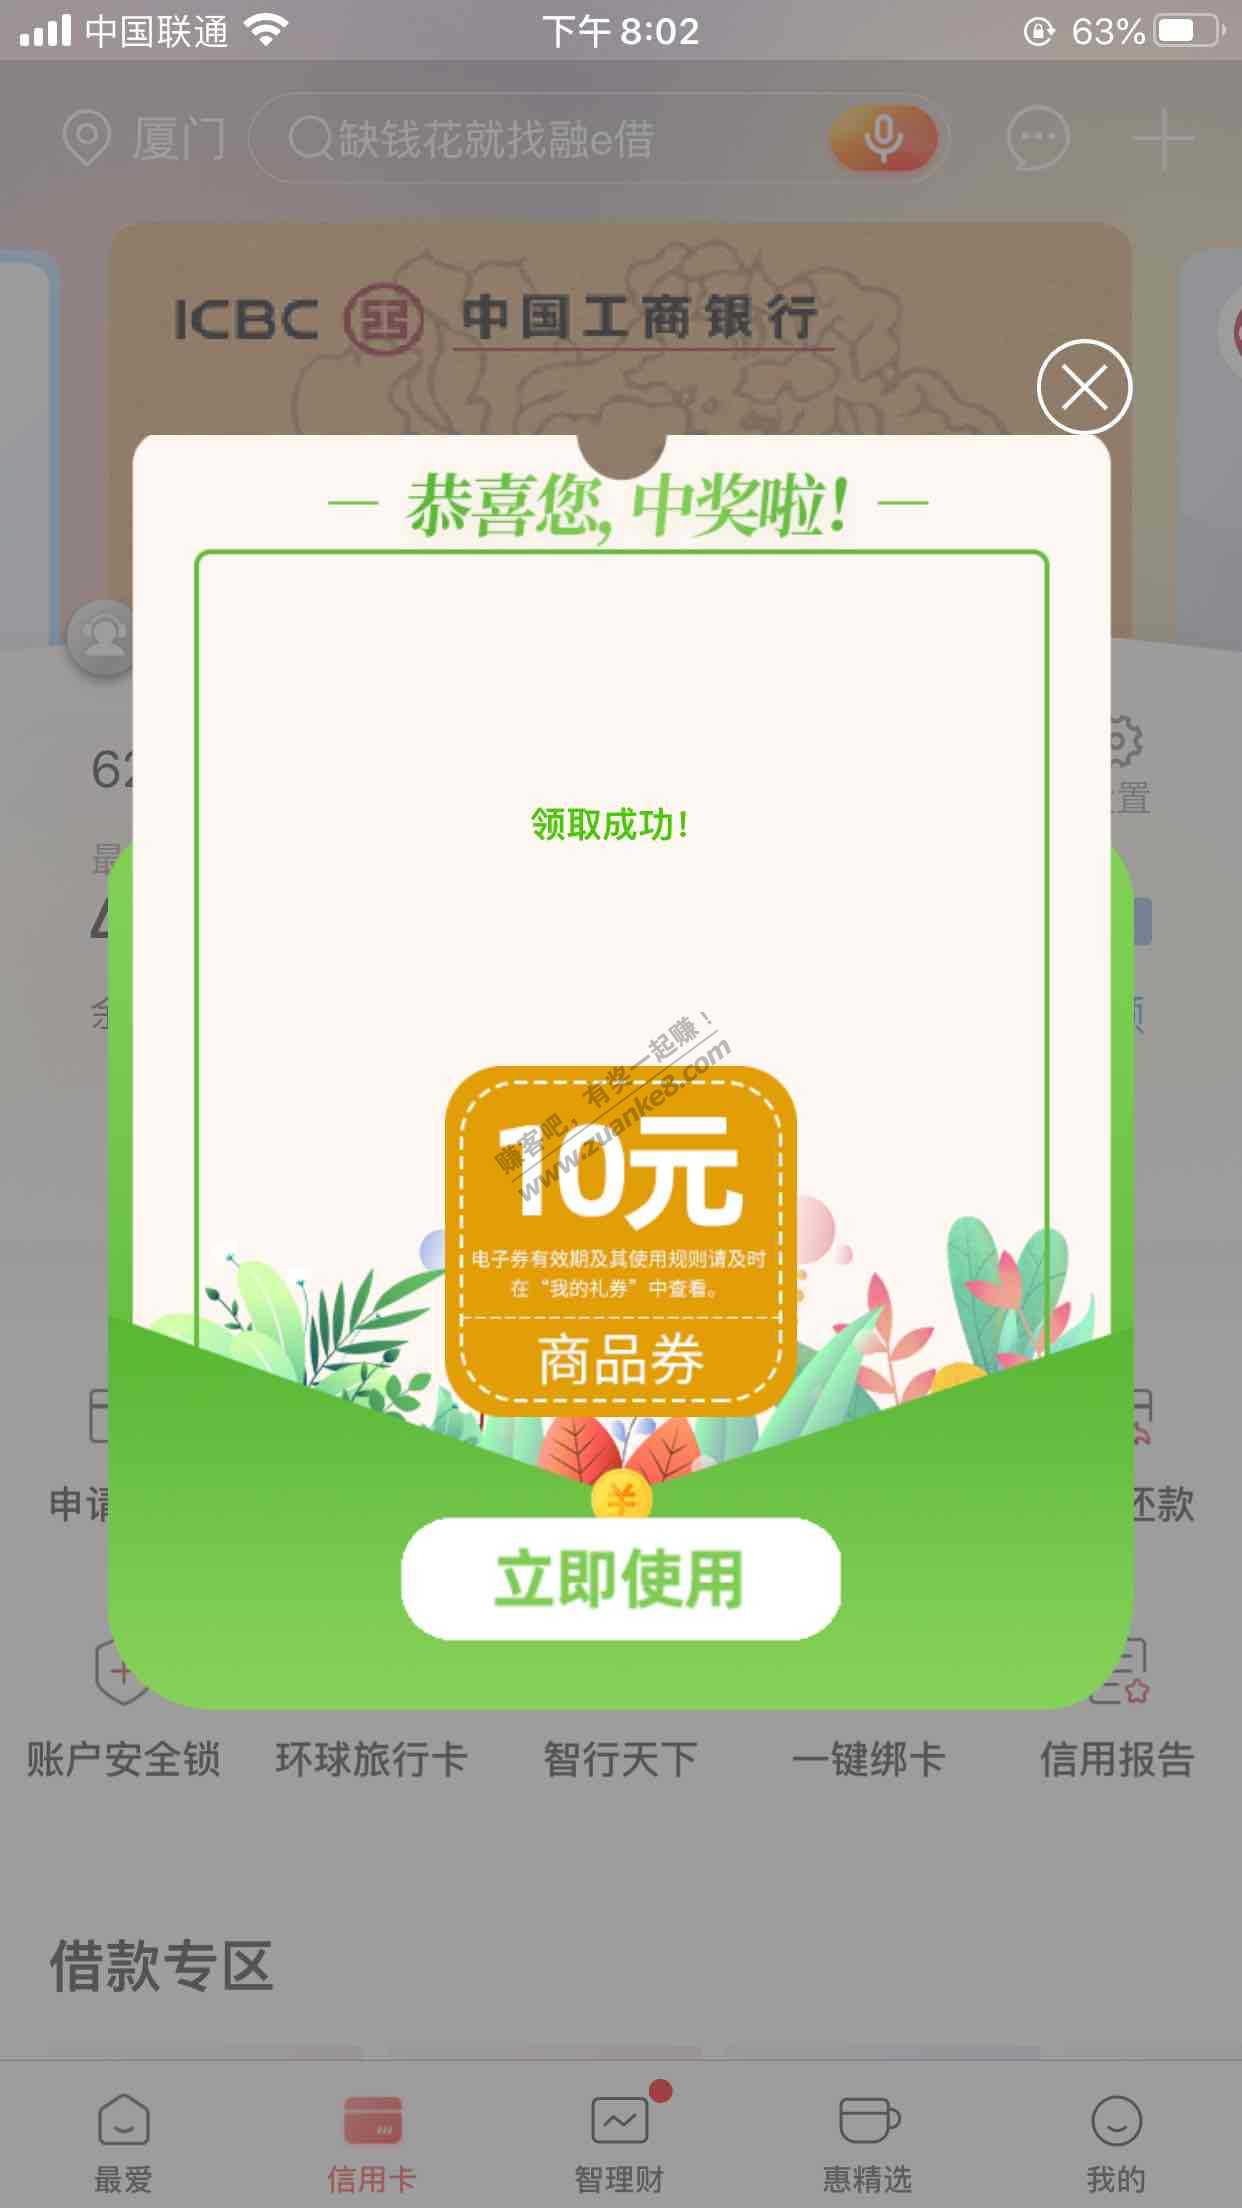 中国联通
下午8:02
63%
厦门
缺钱花就找融e借
ICBC 中国工商银行
恭喜您,中奖啦!
置
领取成功!
赚客吧,有奖一起赚!
www.zuanke8.com
10元
电子券有效期及其使用规则请及时
在“我的礼券”中查看。
商品券
¥
申请
还款
立即使用
账户安全锁
环球旅行卡
智行天下
一键绑卡
信用报告
借款专区
最爱
信用卡
智理财
惠精选
我的